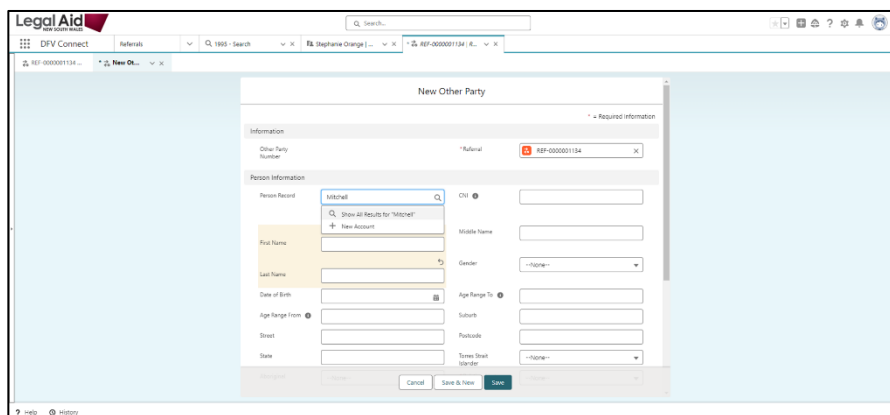 Legal Aid
NEW SOUTH WALES
Search...
DFV Connect
Referrals
1993 - Search
Stephanie Orange | ...
* REF-0000001134 | R...
REF-0000001134 ...
* New Ot...
New Other Party
* = Required Information
Information
Other Party Number
* Referral
REF-0000001134
Person Information
Person Record
Mitchell
CNI
Show All Results for "Mitchell"
New Account
Middle Name
First Name
Gender
--None--
Last Name
Date of Birth
Age Range To
Age Range From
Suburb
Street
Postcode
State
Torres Strait Islander
--None--
Cancel
Save & New
Save
Help
History